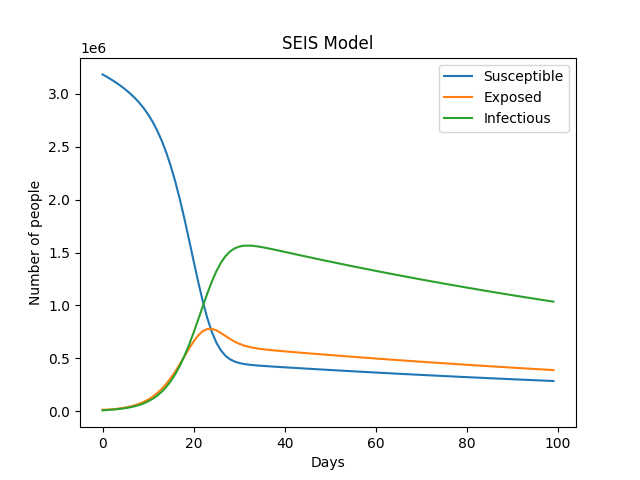 SEIS Model
1e6
Susceptible
Exposed
Infectious
Number of people
3.0
2.5
2.0
1.5
1.0
0.5
0.0
0 20 40 60 80 100
Days